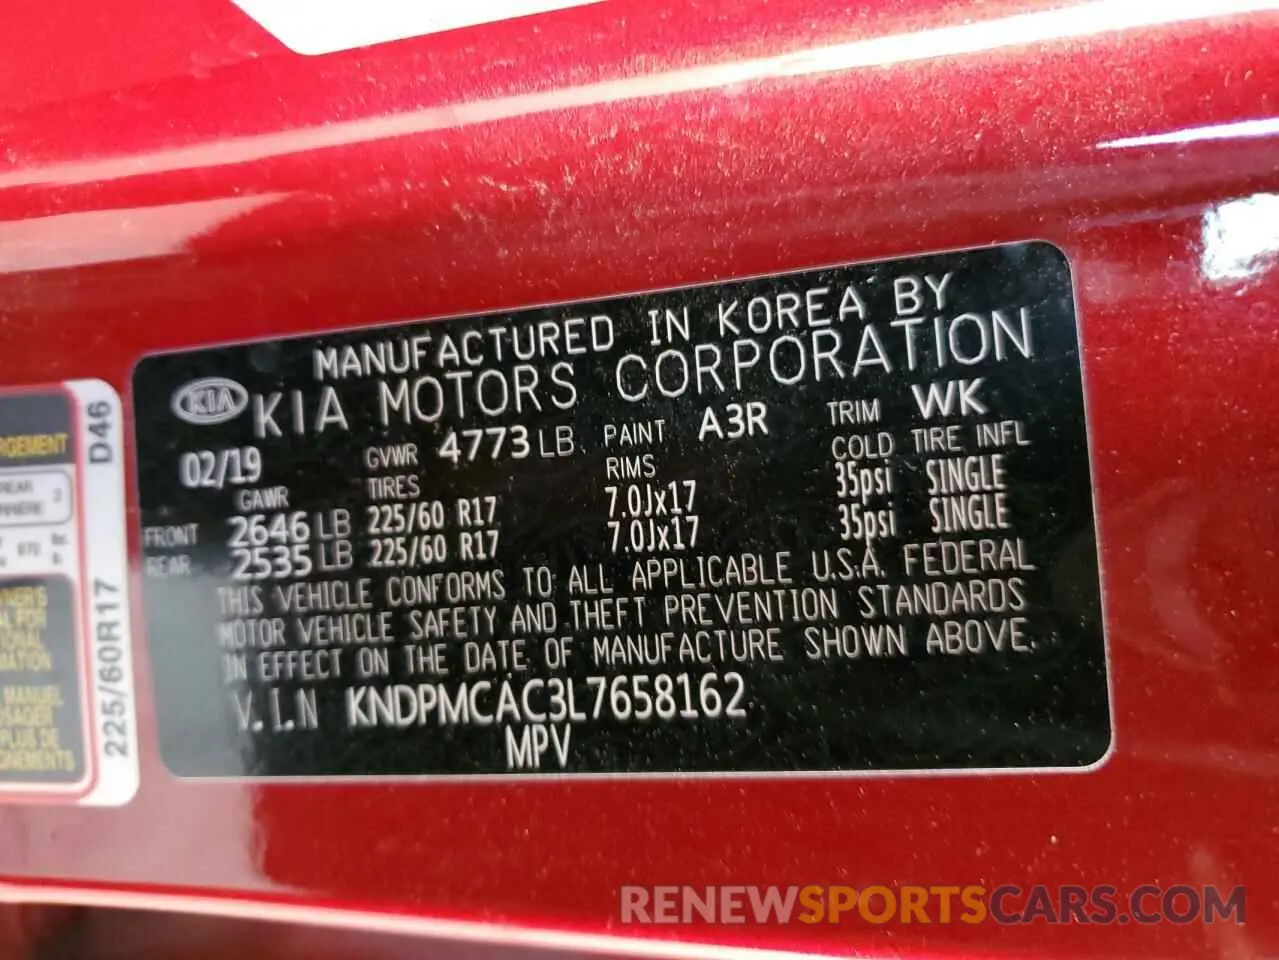 MANUFACTURED IN KOREA BY
KIA KIA MOTORS CORPORATION
02/19 GVWR 4773 LB PAINT A3R TRIM WK
GAWR TIRES RIMS COLD TIRE INFL
FRONT 2646 LB 225/60 R17 7.0Jx17 35psi SINGLE
REAR 2535 LB 225/60 R17 7.0Jx17 35psi SINGLE
THIS VEHICLE CONFORMS TO ALL APPLICABLE U.S.A. FEDERAL
MOTOR VEHICLE SAFETY AND THEFT PREVENTION STANDARDS
IN EFFECT ON THE DATE OF MANUFACTURE SHOWN ABOVE.
V.I.N KNDPMCAC3L7658162
MPV
D46
225/60R17
RENEWSPORTSCARS.COM